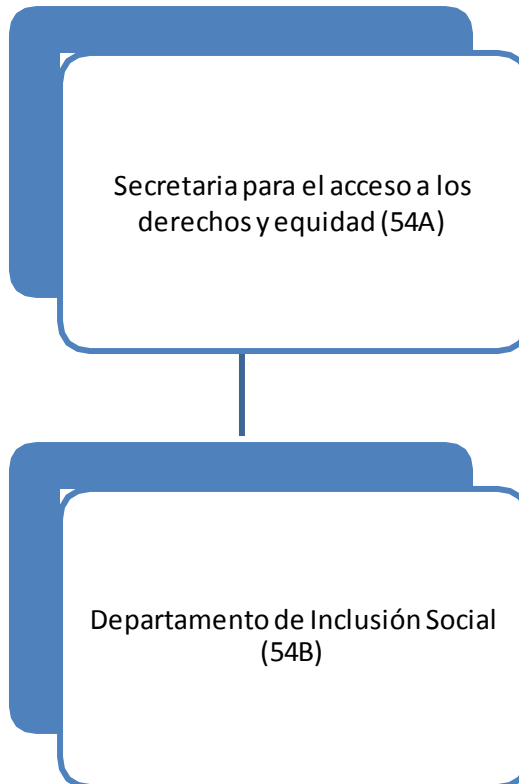 Secretaria para el acceso a los
derechos y equidad (54A)
Departamento de Inclusión Social
(54B)